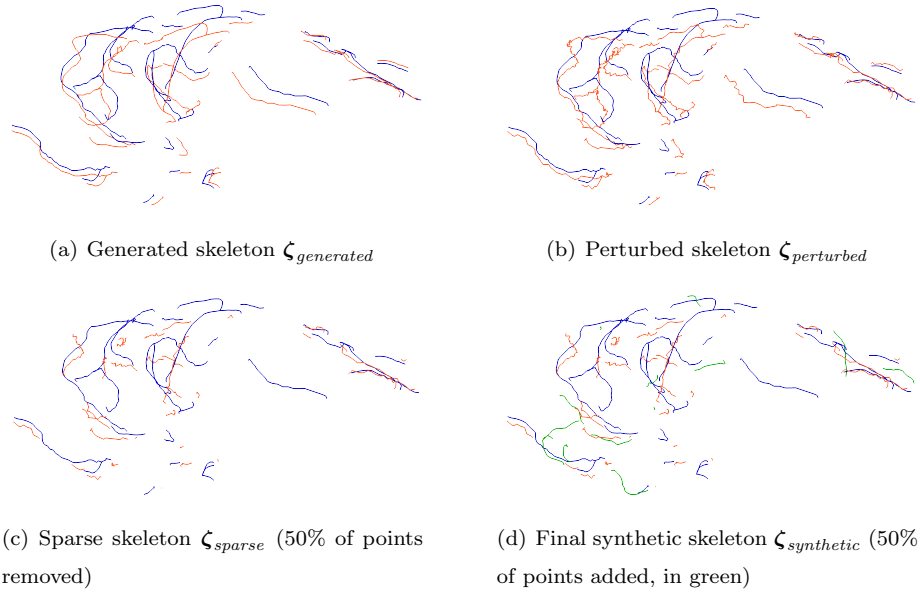 (a) Generated skeleton ζ_generated
(b) Perturbed skeleton ζ_perturbed
(c) Sparse skeleton ζ_sparse (50% of points
removed)
(d) Final synthetic skeleton ζ_synthetic (50%
of points added, in green)